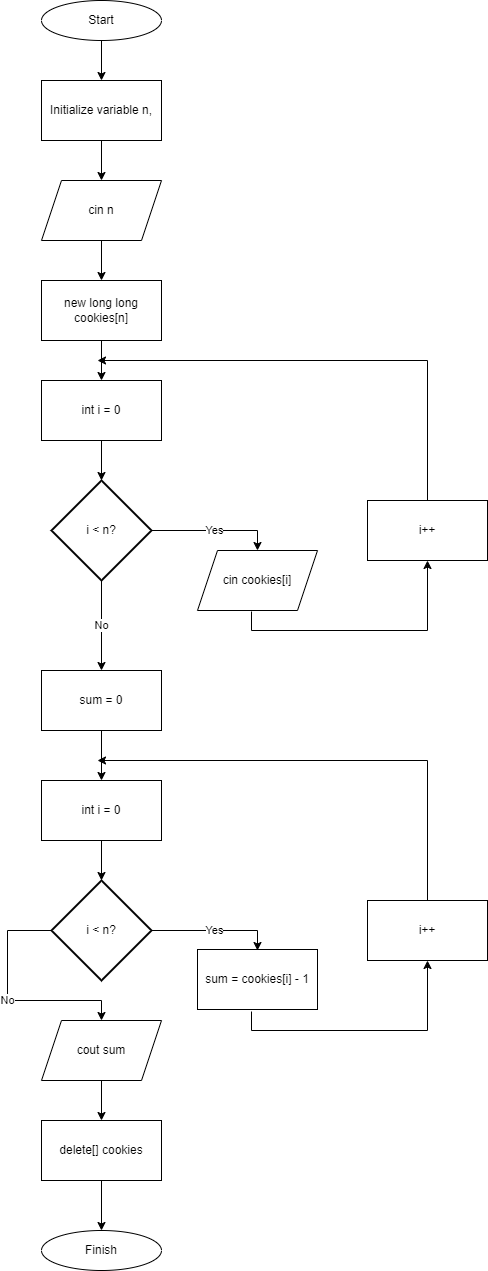 Start
Initialize variable n,
cin n
new long long
cookies[n]
int i = 0
i < n?
Yes
cin cookies[i]
i++
No
sum = 0
int i = 0
i < n?
Yes
sum = cookies[i] - 1
i++
No
cout sum
delete[] cookies
Finish